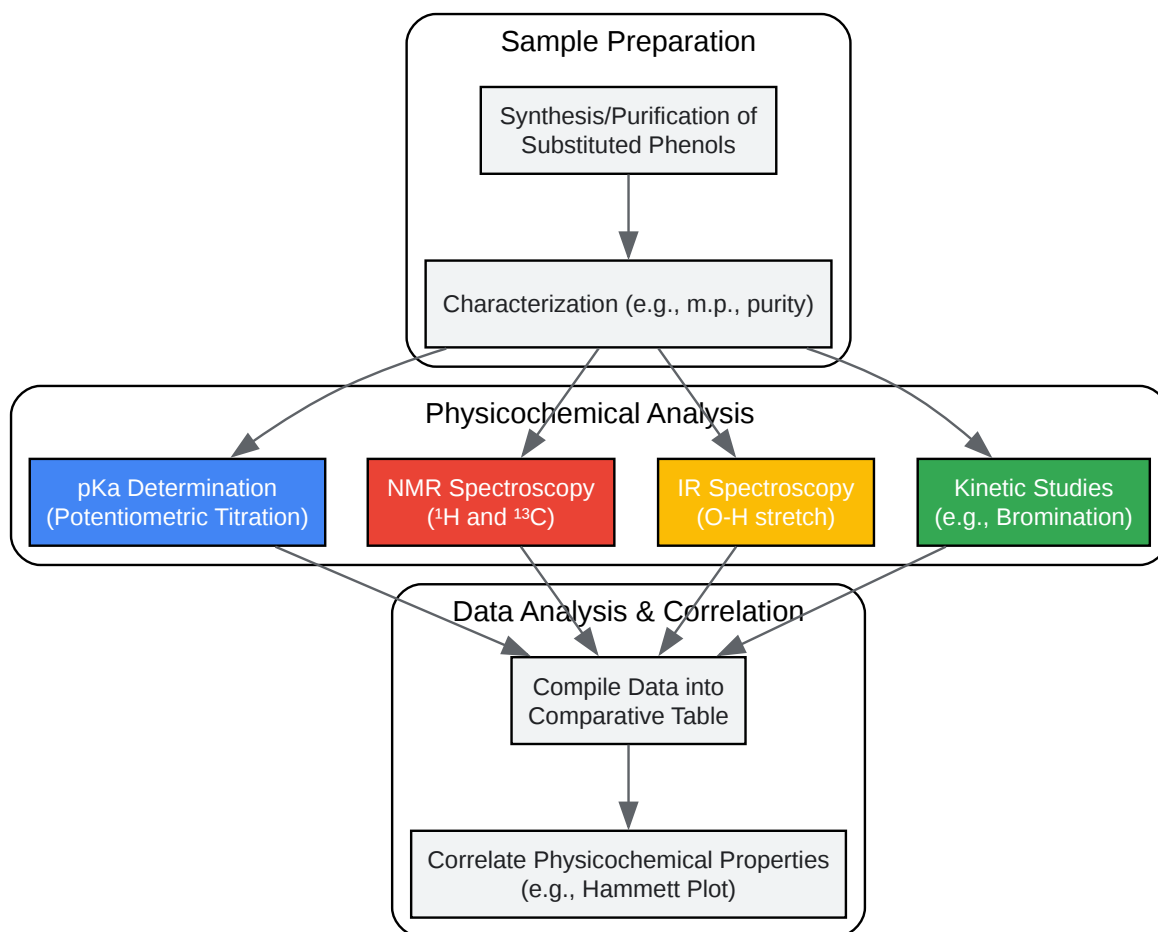 Sample Preparation
Synthesis/Purification of
Substituted Phenols
Characterization (e.g., m.p., purity)
Physicochemical Analysis
pKa Determination
(Potentiometric Titration)
NMR Spectroscopy
(¹H and ¹³C)
IR Spectroscopy
(O-H stretch)
Kinetic Studies
(e.g., Bromination)
Data Analysis & Correlation
Compile Data into
Comparative Table
Correlate Physicochemical Properties
(e.g., Hammett Plot)